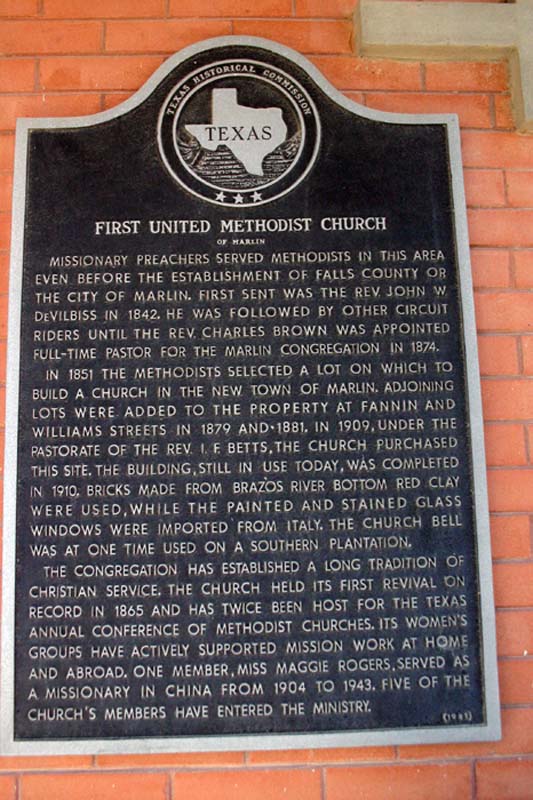 TEXAS HISTORICAL COMMISSION
TEXAS
FIRST UNITED METHODIST CHURCH
OF MARLIN
MISSIONARY PREACHERS SERVED METHODISTS IN THIS AREA
EVEN BEFORE THE ESTABLISHMENT OF FALLS COUNTY OR
THE CITY OF MARLIN. FIRST SENT WAS THE REV. JOHN W.
DEVILBISS IN 1842. HE WAS FOLLOWED BY OTHER CIRCUIT
RIDERS UNTIL THE REV. CHARLES BROWN WAS APPOINTED
FULL-TIME PASTOR FOR THE MARLIN CONGREGATION IN 1874.
IN 1851 THE METHODISTS SELECTED A LOT ON WHICH TO
BUILD A CHURCH IN THE NEW TOWN OF MARLIN. ADJOINING
LOTS WERE ADDED TO THE PROPERTY AT FANNIN AND
WILLIAMS STREETS IN 1879 AND 1881. IN 1909, UNDER THE
PASTORATE OF THE REV. I. F. BETTS, THE CHURCH PURCHASED
THIS SITE. THE BUILDING, STILL IN USE TODAY, WAS COMPLETED
IN 1910. BRICKS MADE FROM BRAZOS RIVER BOTTOM RED CLAY
WERE USED, WHILE THE PAINTED AND STAINED GLASS
WINDOWS WERE IMPORTED FROM ITALY. THE CHURCH BELL
WAS AT ONE TIME USED ON A SOUTHERN PLANTATION.
THE CONGREGATION HAS ESTABLISHED A LONG TRADITION OF
CHRISTIAN SERVICE. THE CHURCH HELD ITS FIRST REVIVAL ON
RECORD IN 1865 AND HAS TWICE BEEN HOST FOR THE TEXAS
ANNUAL CONFERENCE OF METHODIST CHURCHES. ITS WOMEN'S
GROUPS HAVE ACTIVELY SUPPORTED MISSION WORK AT HOME
AND ABROAD. ONE MEMBER, MISS MAGGIE ROGERS, SERVED AS
A MISSIONARY IN CHINA FROM 1904 TO 1943. FIVE OF THE
CHURCH'S MEMBERS HAVE ENTERED THE MINISTRY.